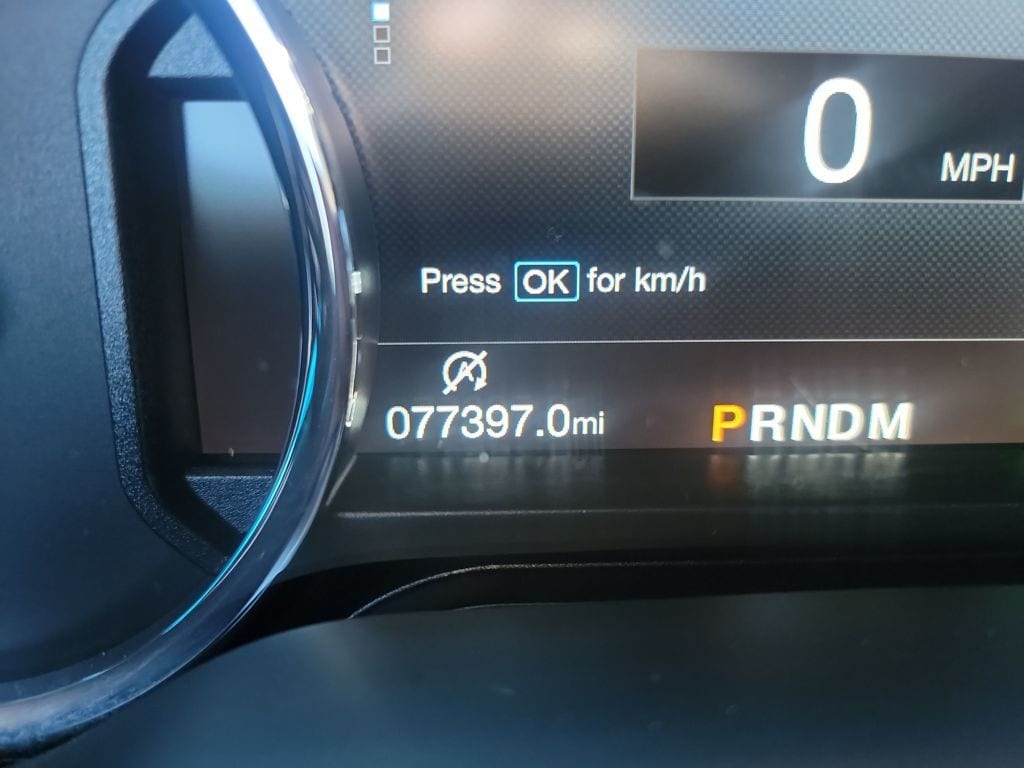 0 MPH
Press OK for km/h
077397.0mi PRNDM